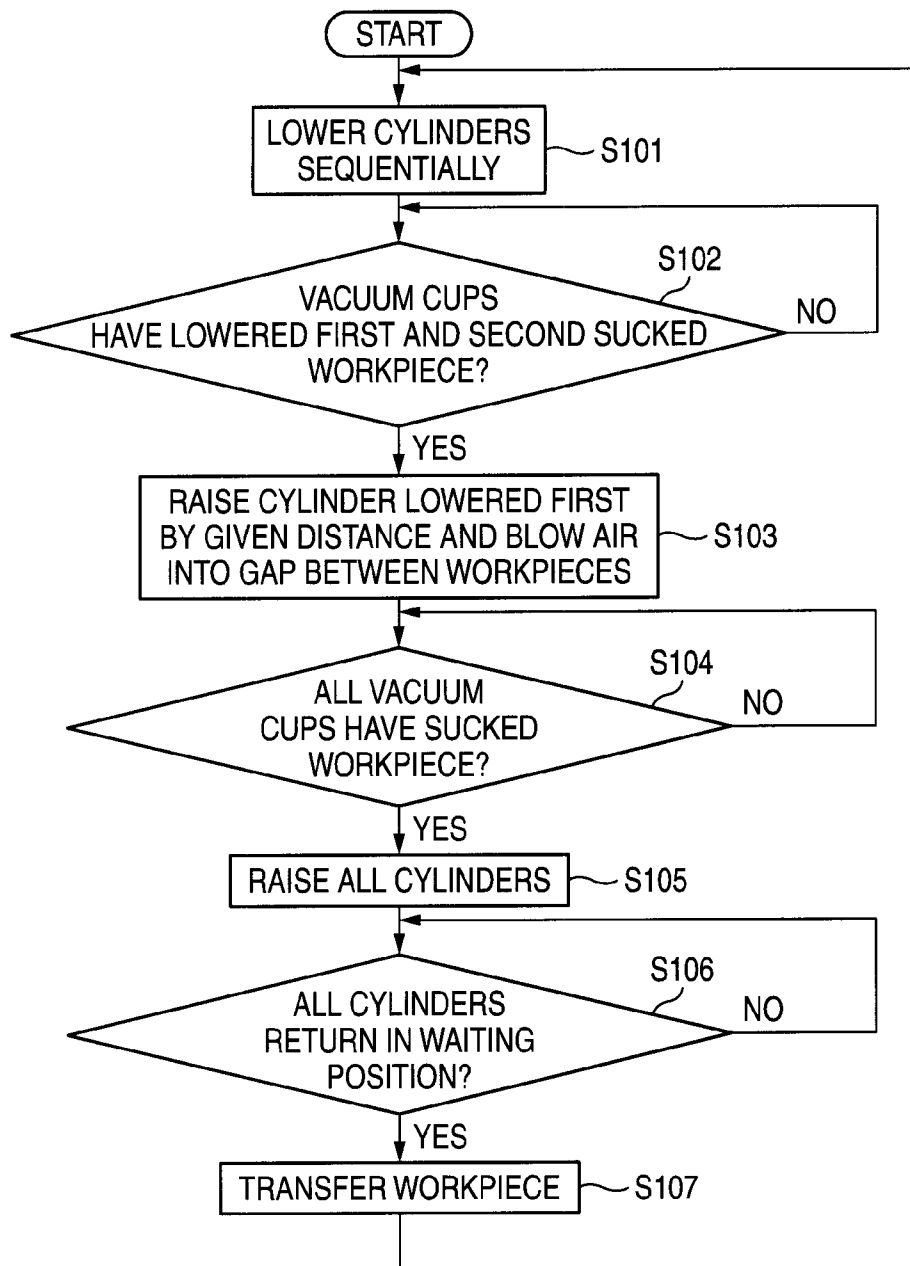 START
LOWER CYLINDERS
SEQUENTIALLY
S101
S102
VACUUM CUPS
HAVE LOWERED FIRST AND SECOND SUCKED
WORKPIECE?
NO
YES
RAISE CYLINDER LOWERED FIRST
BY GIVEN DISTANCE AND BLOW AIR
INTO GAP BETWEEN WORKPIECES
S103
S104
ALL VACUUM
CUPS HAVE SUCKED
WORKPIECE?
NO
YES
RAISE ALL CYLINDERS
S105
S106
ALL CYLINDERS
RETURN IN WAITING
POSITION?
NO
YES
TRANSFER WORKPIECE
S107